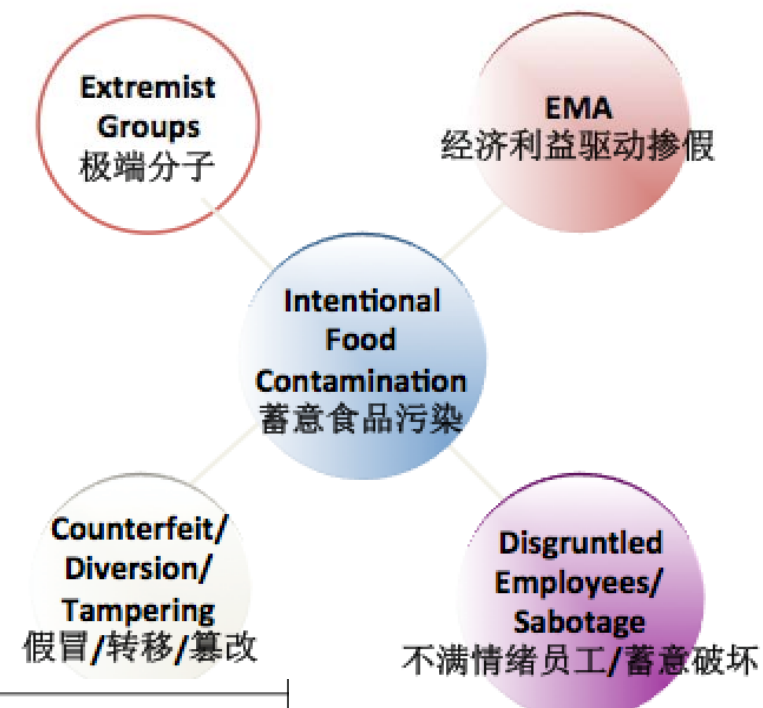 Extremist
Groups
极端分子
EMA
经济利益驱动掺假
Intentional
Food
Contamination
蓄意食品污染
Counterfeit/
Diversion/
Tampering
假冒/转移/篡改
Disgruntled
Employees/
Sabotage
不满情绪员工/蓄意破坏